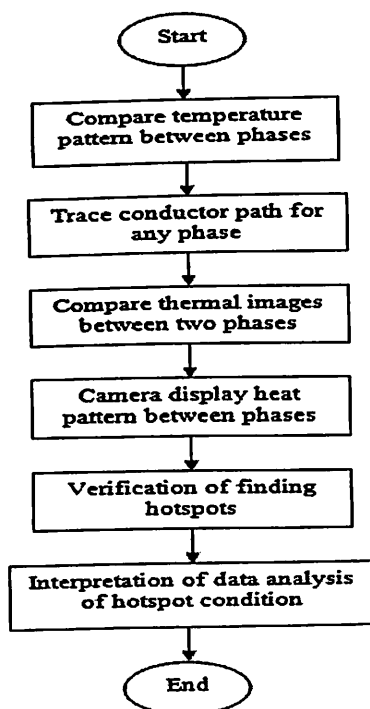 Start
Compare temperature
pattern between phases
Trace conductor path for
any phase
Compare thermal images
between two phases
Camera display heat
pattern between phases
Verification of finding
hotspots
Interpretation of data analysis
of hotspot condition
End